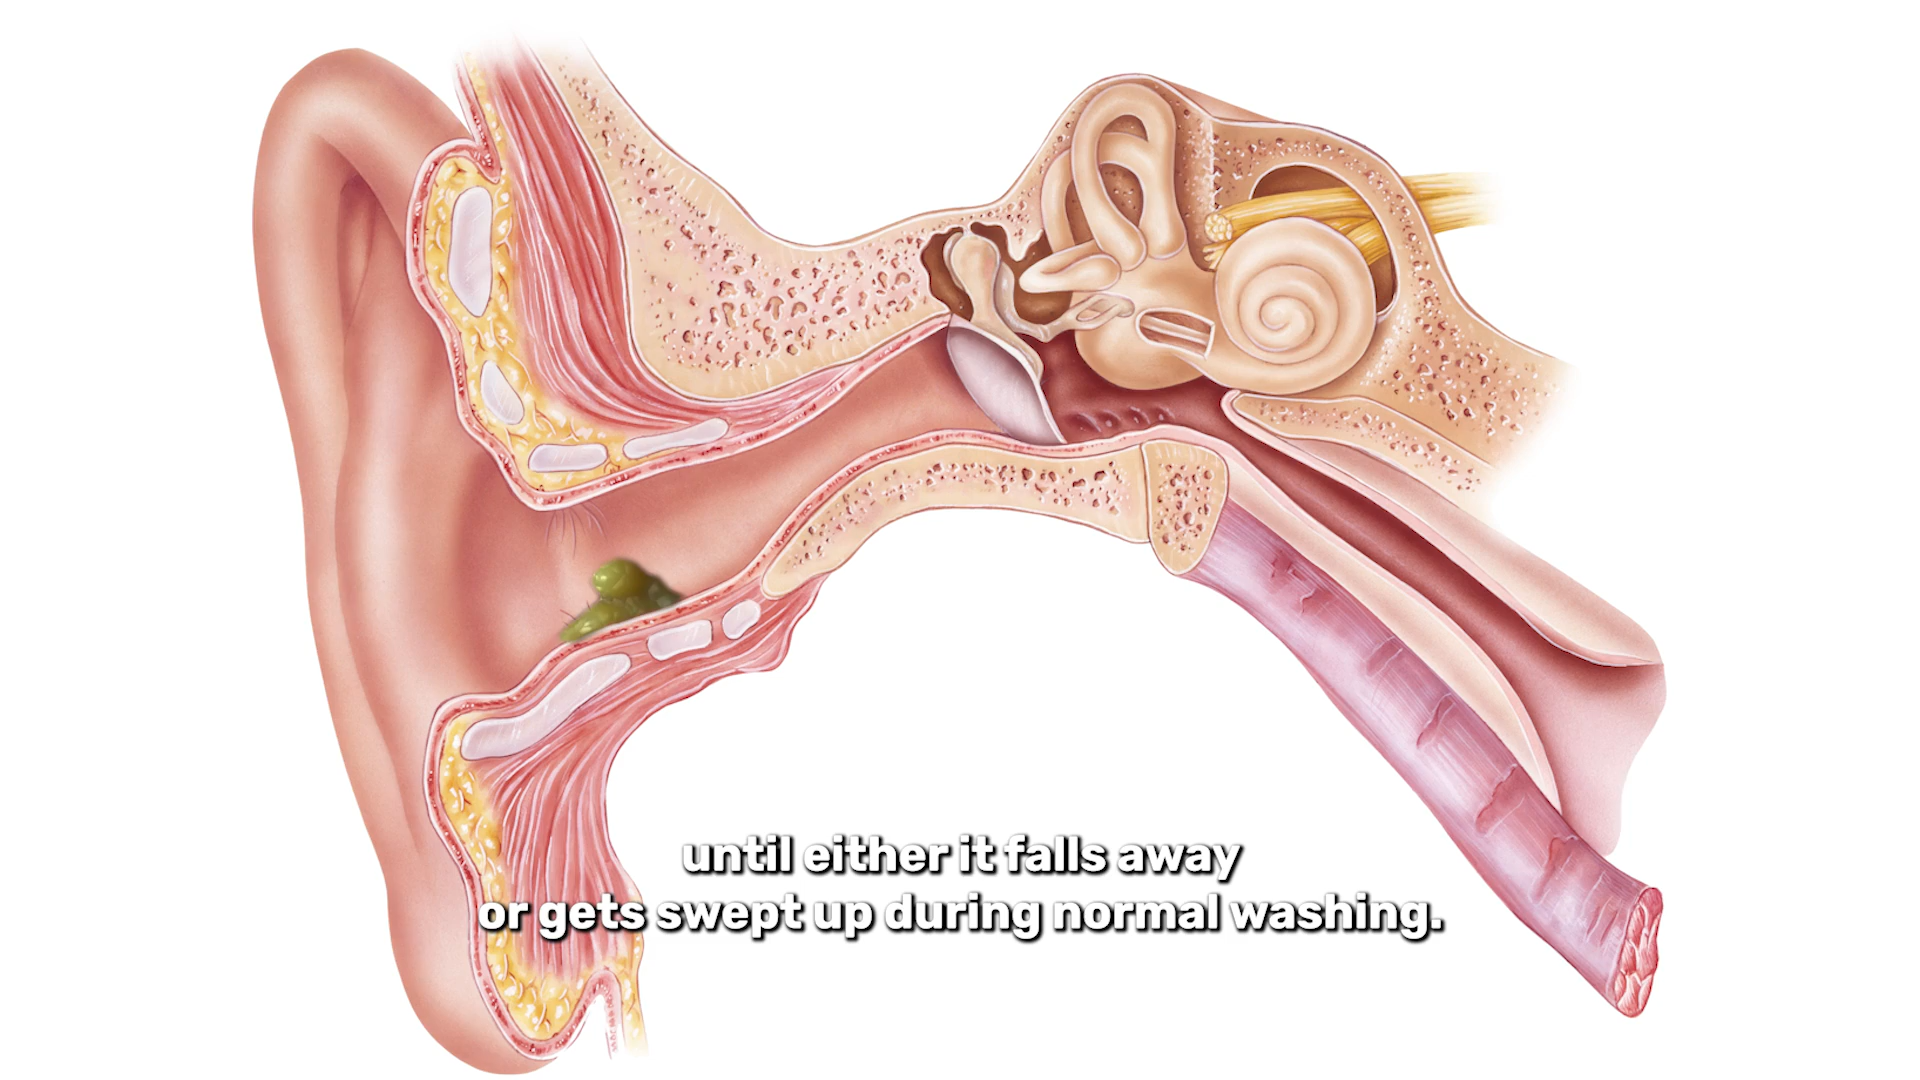 until either it falls away
or gets swept up during normal washing.